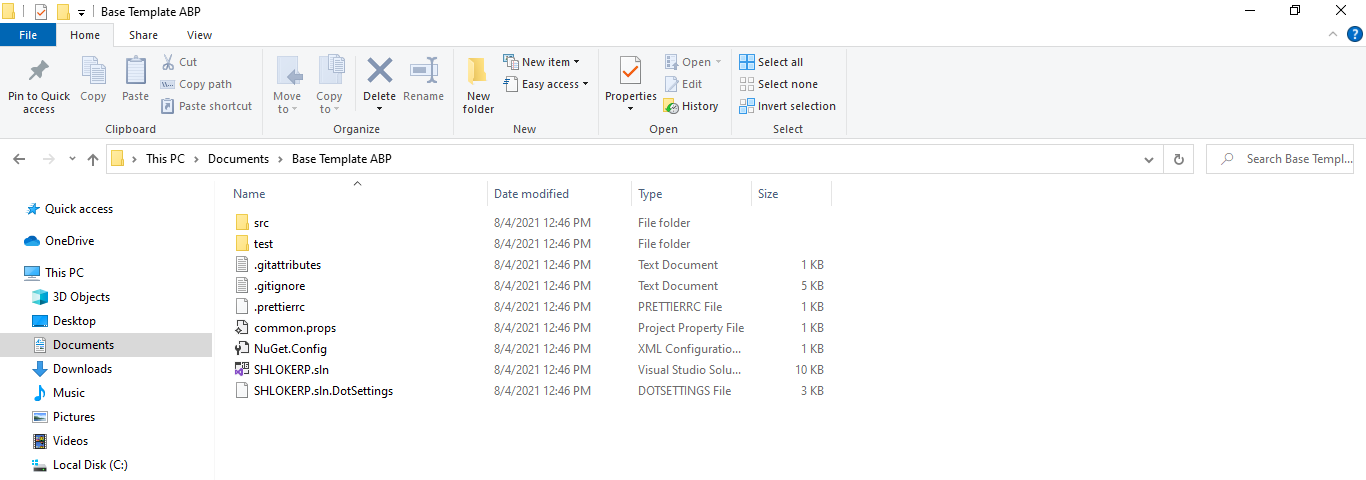 Base Template ABP
File Home Share View
Pin to Quick access
Copy
Paste
Cut
Copy path
Paste shortcut
Clipboard
Move to
Copy to
Delete
Rename
Organize
New folder
New item
Easy access
New
Properties
Open
Edit
History
Open
Select all
Select none
Invert selection
Select
This PC > Documents > Base Template ABP
Search Base Templ...
Quick access
OneDrive
This PC
3D Objects
Desktop
Documents
Downloads
Music
Pictures
Videos
Local Disk (C:)
Name Date modified Type Size
src 8/4/2021 12:46 PM File folder
test 8/4/2021 12:46 PM File folder
.gitattributes 8/4/2021 12:46 PM Text Document 1 KB
.gitignore 8/4/2021 12:46 PM Text Document 5 KB
.prettierrc 8/4/2021 12:46 PM PRETTIERRC File 1 KB
common.props 8/4/2021 12:46 PM Project Property File 1 KB
NuGet.Config 8/4/2021 12:46 PM XML Configuratio... 1 KB
SHLOKERP.sln 8/4/2021 12:46 PM Visual Studio Solu... 10 KB
SHLOKERP.sln.DotSettings 8/4/2021 12:46 PM DOTSETTINGS File 3 KB